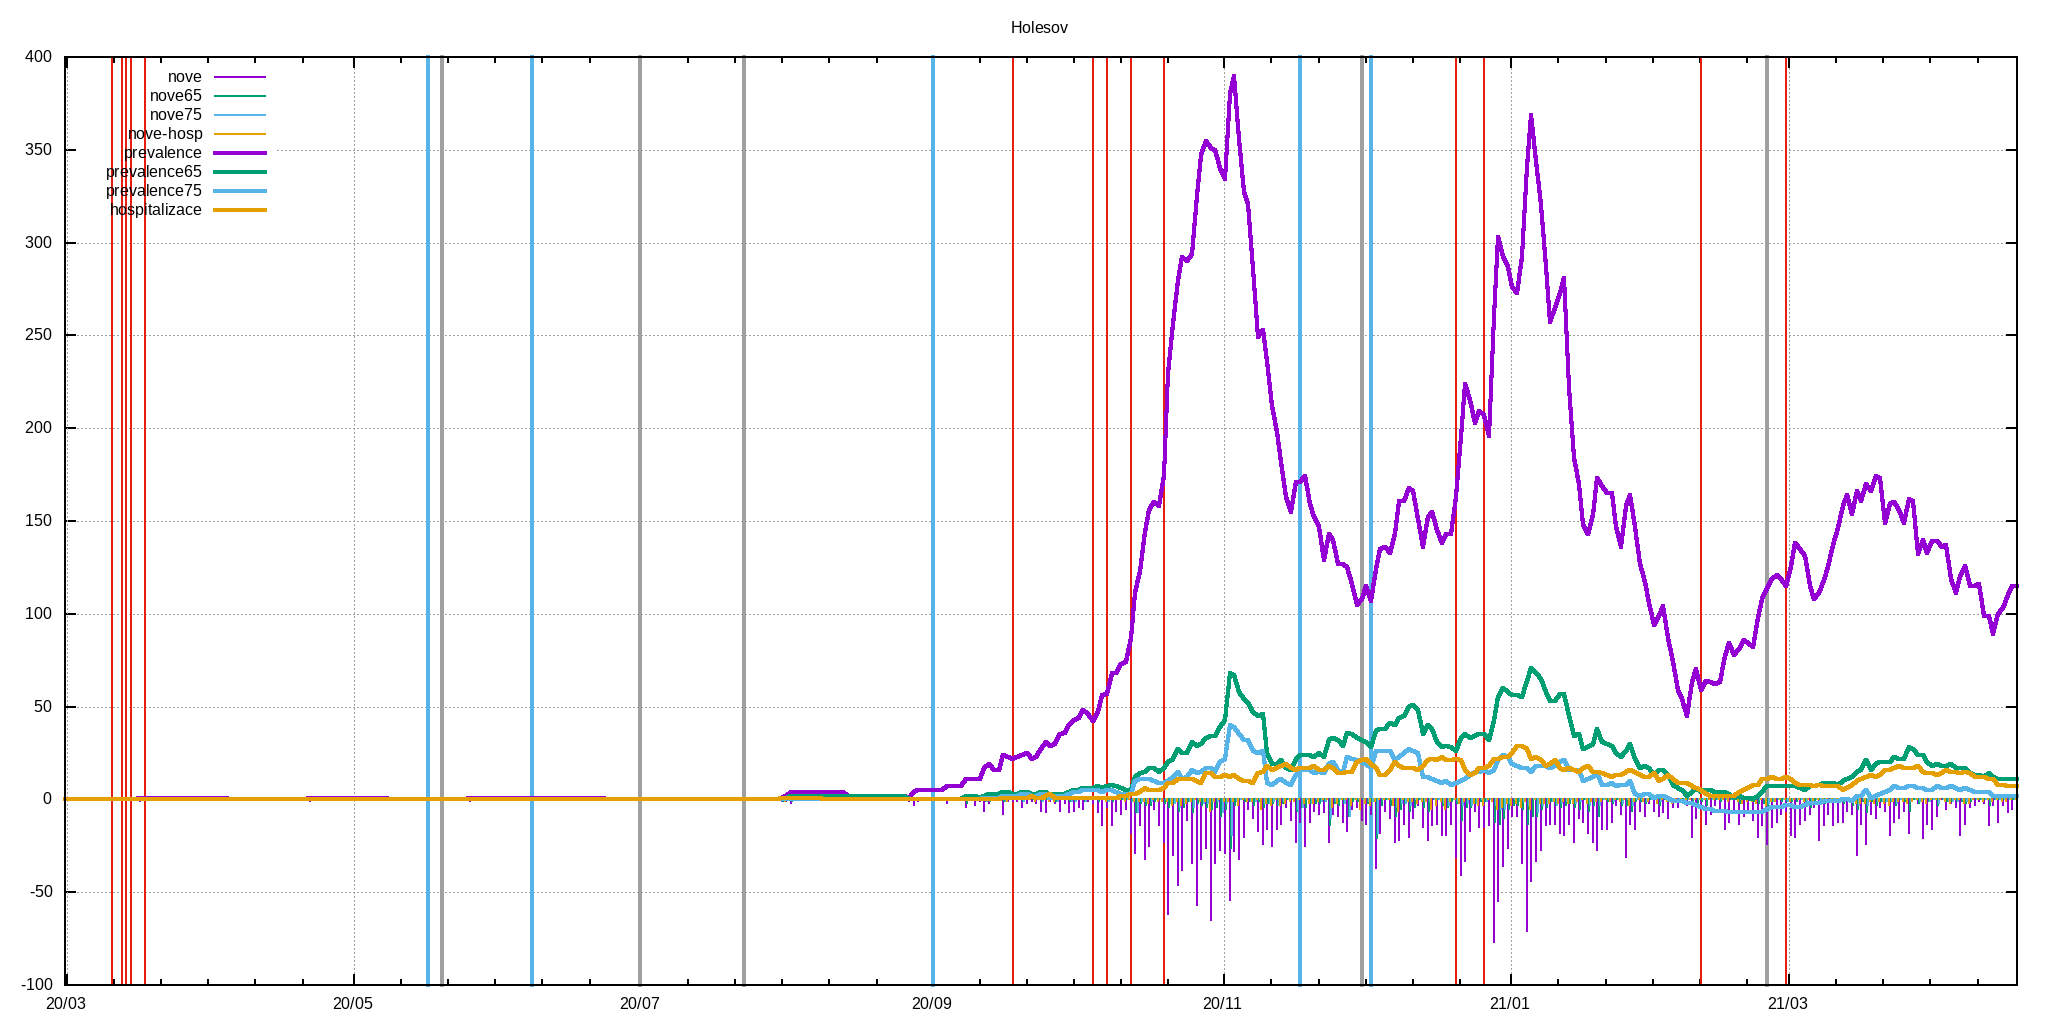 Holesov
400
350
300
250
200
150
100
50
0
-50
-100
nove
nove65
nove75
nove-hosp
prevalence
prevalence65
prevalence75
hospitalizace
20/03 20/05 20/07 20/09 20/11 21/01 21/03